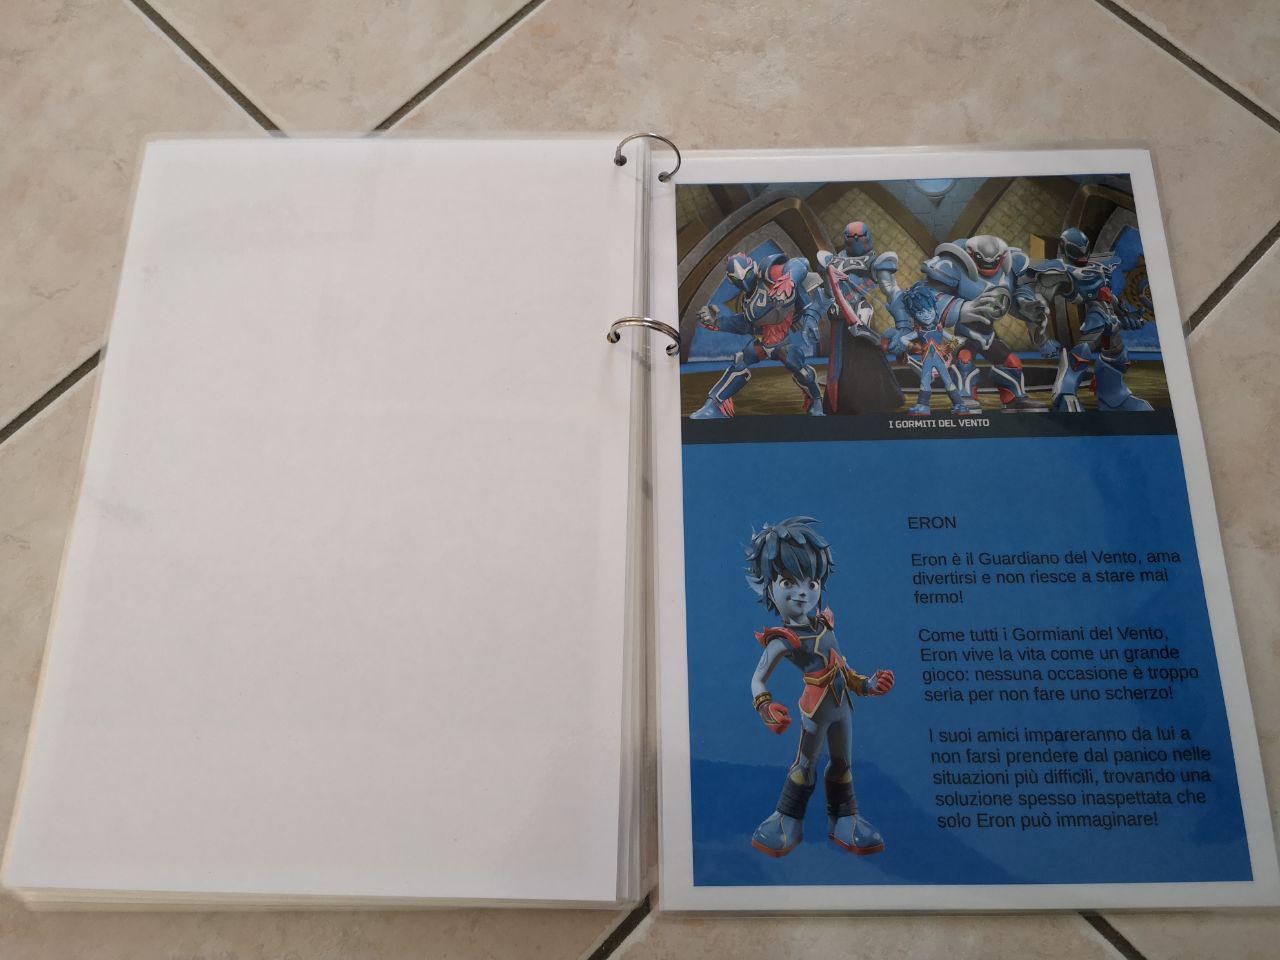 I GORMITI DEL VENTO
ERON
Eron è il Guardiano del Vento, ama
divertirsi e non riesce a stare mai
fermo!
Come tutti i Gormiani del Vento,
Eron vive la vita come un grande
gioco: nessuna occasione è troppo
seria per non fare uno scherzo!
I suoi amici impareranno da lui a
non farsi prendere dal panico nelle
situazioni più difficili, trovando una
soluzione spesso inaspettata che
solo Eron può immaginare!